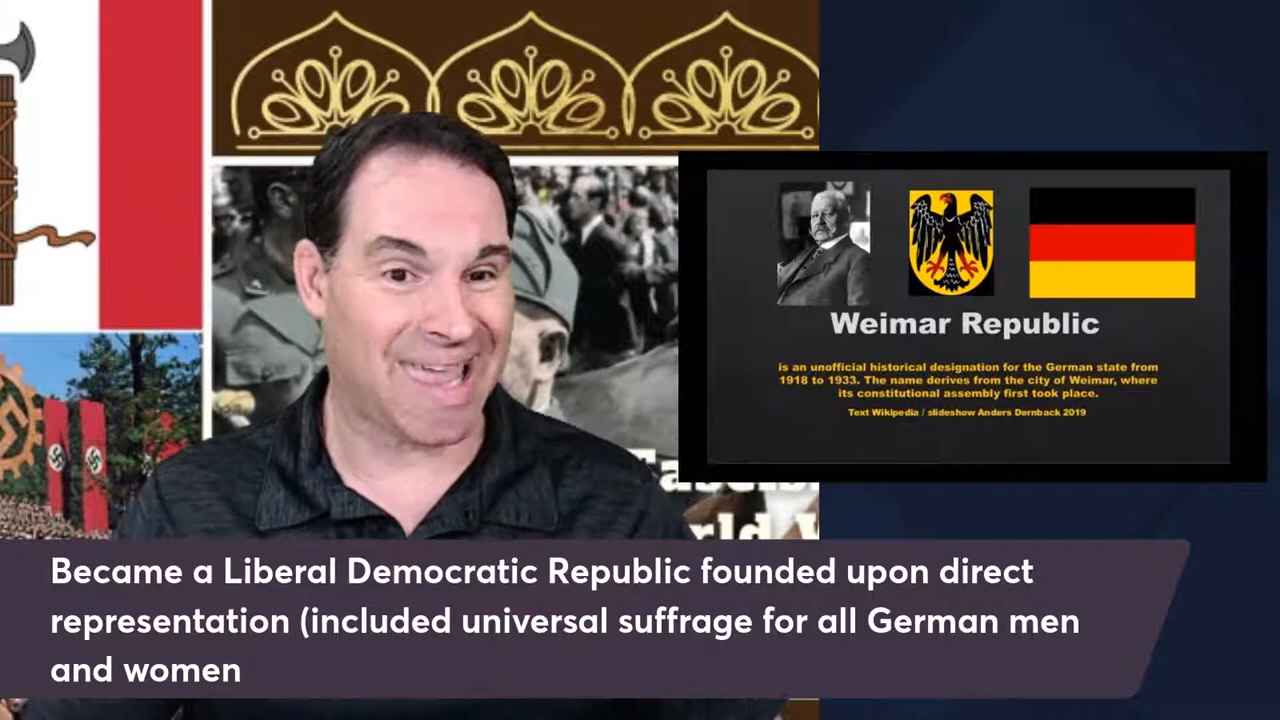 Weimar Republic
is an unofficial historical designation for the German state from
1918 to 1933. The name derives from the city of Weimar, where
its constitutional assembly first took place.
Text Wikipedia / slideshow Anders Dernback 2019
Became a Liberal Democratic Republic founded upon direct
representation (included universal suffrage for all German men
and women